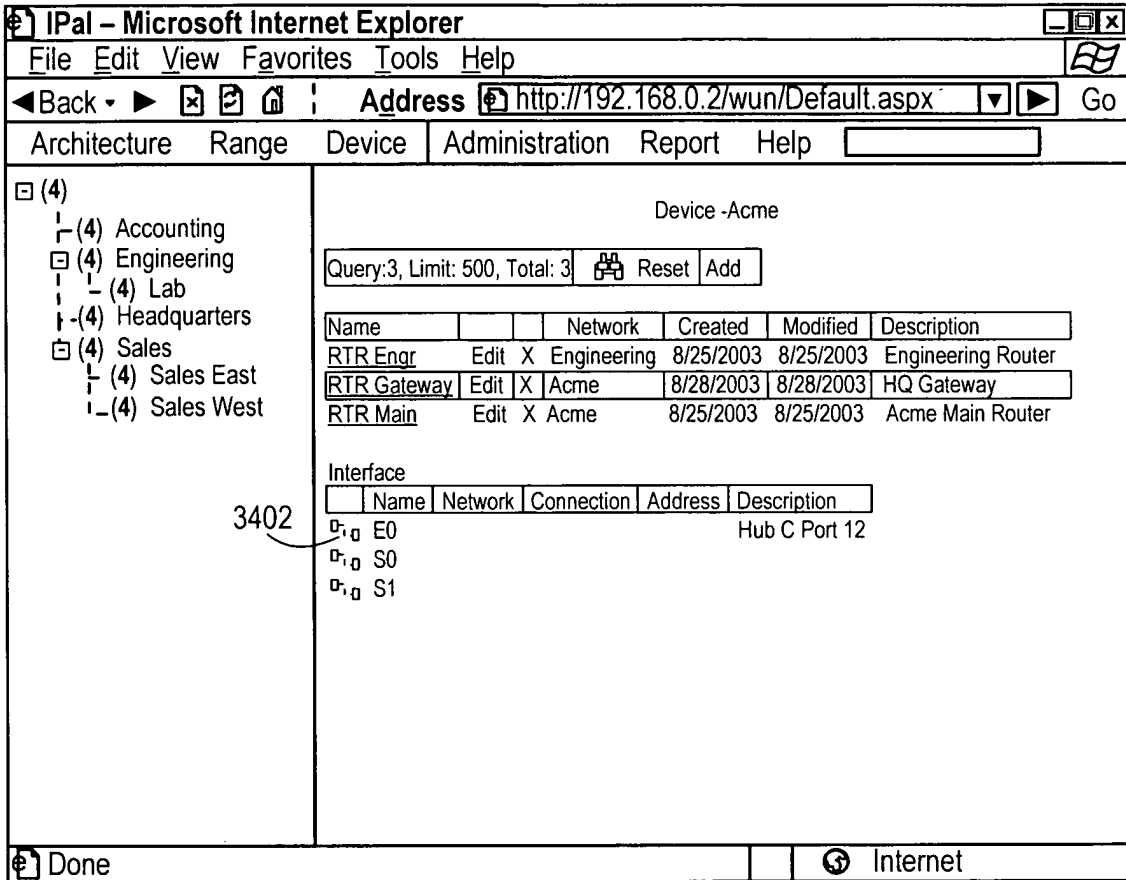 IPal – Microsoft Internet Explorer
File Edit View Favorites Tools Help
Back Address http://192.168.0.2/wun/Default.aspx Go
Architecture Range Device Administration Report Help
(4)
(4) Accounting
(4) Engineering
(4) Lab
(4) Headquarters
(4) Sales
(4) Sales East
(4) Sales West
Device -Acme
Query:3, Limit: 500, Total: 3 Reset Add
Name Network Created Modified Description
RTR Engr Edit X Engineering 8/25/2003 8/25/2003 Engineering Router
RTR Gateway Edit X Acme 8/28/2003 8/28/2003 HQ Gateway
RTR Main Edit X Acme 8/25/2003 8/25/2003 Acme Main Router
Interface
Name Network Connection Address Description
3402 E0 Hub C Port 12
S0
S1
Done Internet